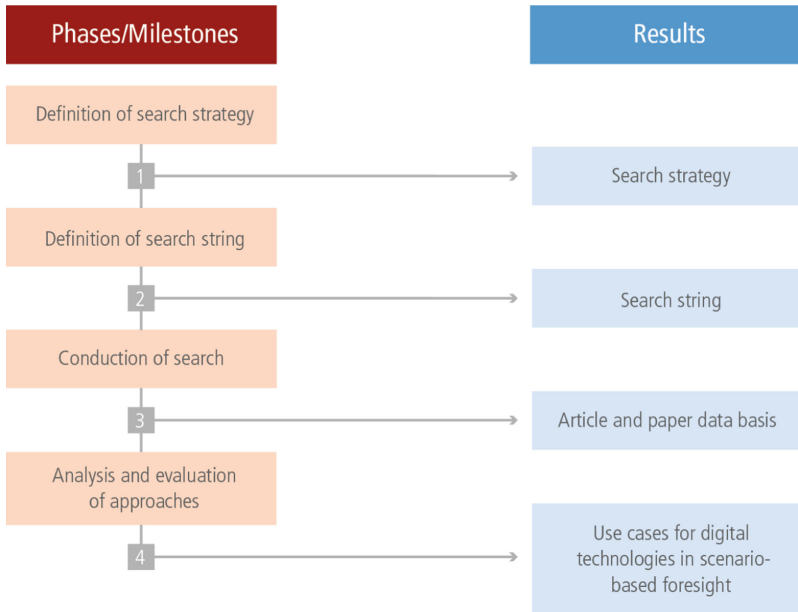 Phases/Milestones
Results
Definition of search strategy
1
Search strategy
Definition of search string
2
Search string
Conduction of search
3
Article and paper data basis
Analysis and evaluation
of approaches
4
Use cases for digital
technologies in scenario-
based foresight